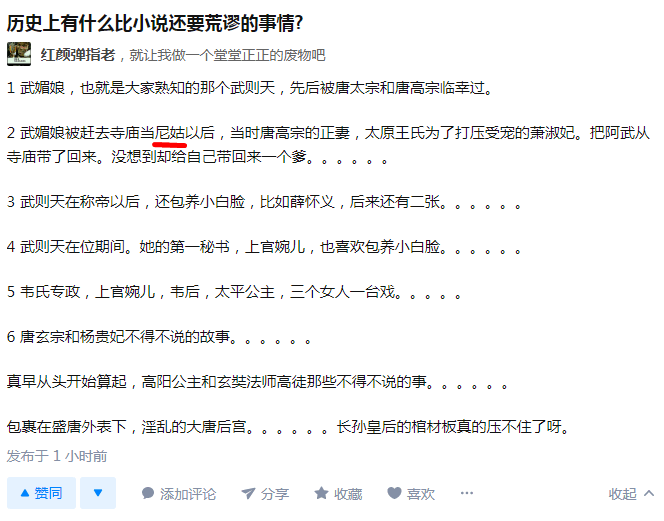 历史上有什么比小说还要荒谬的事情?
红颜弹指老，就让我做一个堂堂正正的废物吧
1 武媚娘，也就是大家熟知的那个武则天，先后被唐太宗和唐高宗临幸过。
2 武媚娘被赶去寺庙当尼姑以后，当时唐高宗的正妻，太原王氏为了打压受宠的萧淑妃。把阿武从
寺庙带了回来。没想到却给自己带回来一个爹。。。。。。
3 武则天在称帝以后，还包养小白脸，比如薛怀义，后来还有二张。。。。。。
4 武则天在位期间。她的第一秘书，上官婉儿，也喜欢包养小白脸。。。。。。
5 韦氏专政，上官婉儿，韦后，太平公主，三个女人一台戏。。。。。
6 唐玄宗和杨贵妃不得不说的故事。。。。。。
真早从头开始算起，高阳公主和玄奘法师高徒那些不得不说的事。。。。。。
包裹在盛唐外表下，淫乱的大唐后宫。。。。。。长孙皇后的棺材板真的压不住了呀。
发布于 1 小时前
赞同 添加评论 分享 收藏 喜欢 ··· 收起